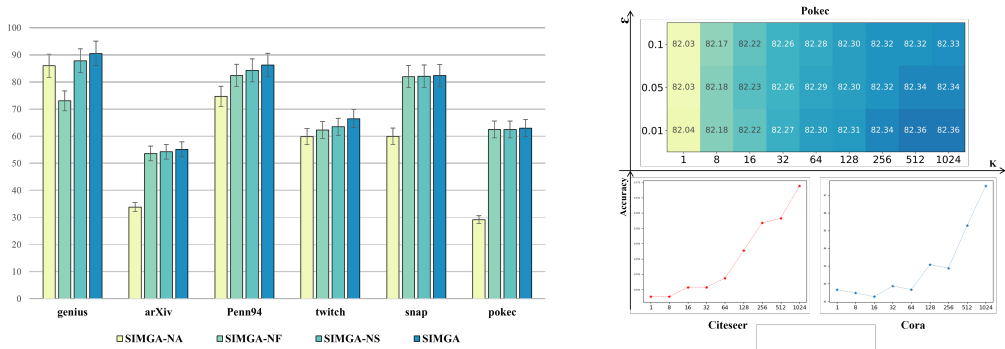 100
90
80
70
60
50
40
30
20
10
0
genius arXiv Penn94 twitch snap pokec
SIMGA-NA SIMGA-NF SIMGA-NS SIMGA
Pokec
ε
0.1 82.03 82.17 82.22 82.26 82.28 82.30 82.32 82.32 82.33
0.05 82.03 82.18 82.23 82.26 82.29 82.30 82.32 82.34 82.34
0.01 82.04 82.18 82.22 82.27 82.30 82.31 82.34 82.36 82.36
1 8 16 32 64 128 256 512 1024
K
Accuracy
1 8 16 32 64 128 256 512 1024
Citeseer
1 8 16 32 64 128 256 512 1024
Cora